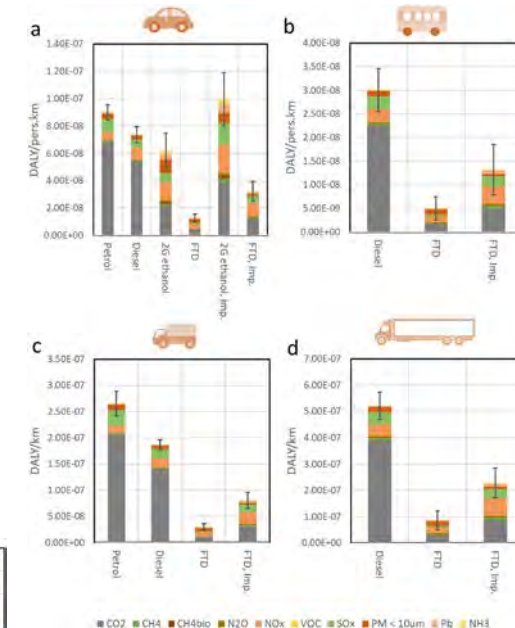 a
DALY/pers.km
1.40E-07
1.20E-07
1.00E-07
8.00E-08
6.00E-08
4.00E-08
2.00E-08
0.00E+00
Petrol
Diesel
2G ethanol
FTD
2G ethanol, imp.
FTD, Imp.
b
DALY/pers.km
4.00E-08
3.50E-08
3.00E-08
2.50E-08
2.00E-08
1.50E-08
1.00E-08
5.00E-09
0.00E+00
Diesel
FTD
FTD, Imp.
c
DALY/km
3.50E-07
3.00E-07
2.50E-07
2.00E-07
1.50E-07
1.00E-07
5.00E-08
0.00E+00
Petrol
Diesel
FTD
FTD, Imp.
d
DALY/km
7.00E-07
6.00E-07
5.00E-07
4.00E-07
3.00E-07
2.00E-07
1.00E-07
0.00E+00
Diesel
FTD
FTD, Imp.
CO2 CH4 CH4bio N2O NOx VOC SOx PM < 10µm Pb NH3